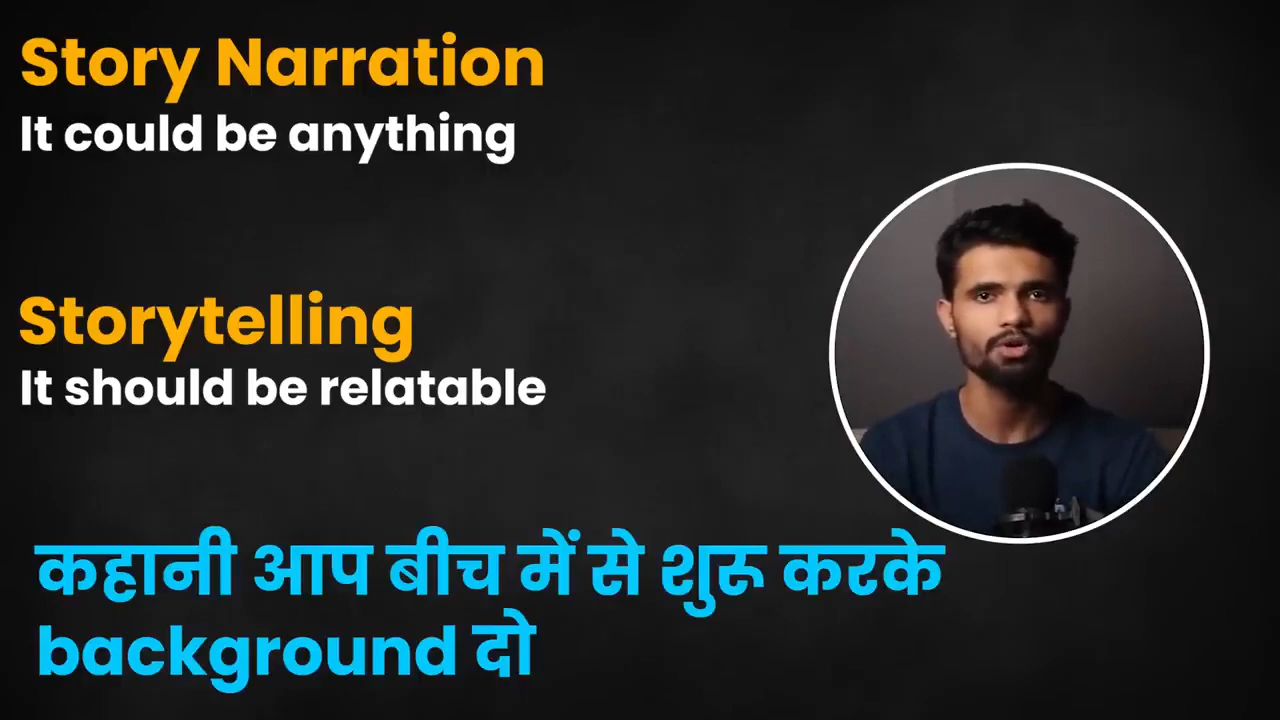 Story Narration
It could be anything
Storytelling
It should be relatable
कहानी आप बीच में से शुरू करके
background दो